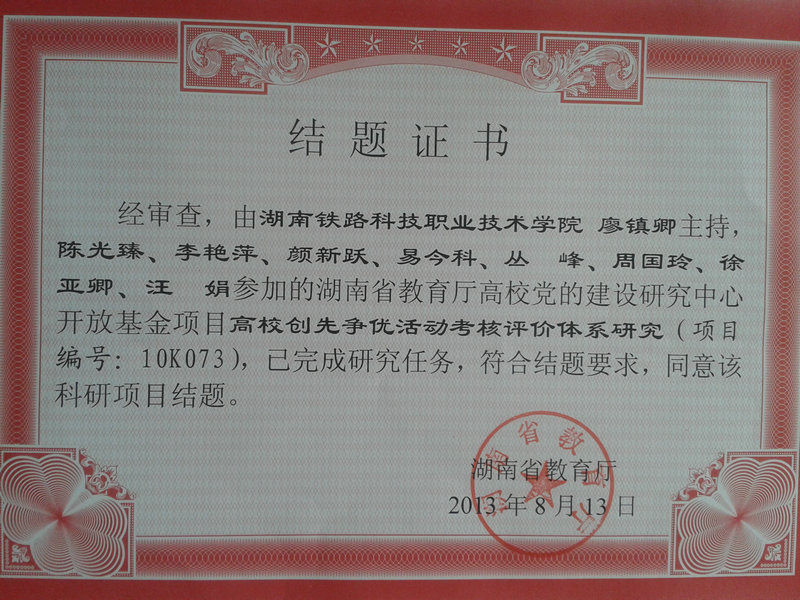 结题证书
经审查，由湖南铁路科技职业技术学院 廖镇卿主持，
陈光臻、李艳萍、颜新跃、易今科、丛 峰、周国玲、徐
亚卿、汪 娟参加的湖南省教育厅高校党的建设研究中心
开放基金项目高校创先争优活动考核评价体系研究（项目
编号：10K073），已完成研究任务，符合结题要求，同意该
科研项目结题。
湖南省教育厅
湖南省教育厅
2013年8月13日